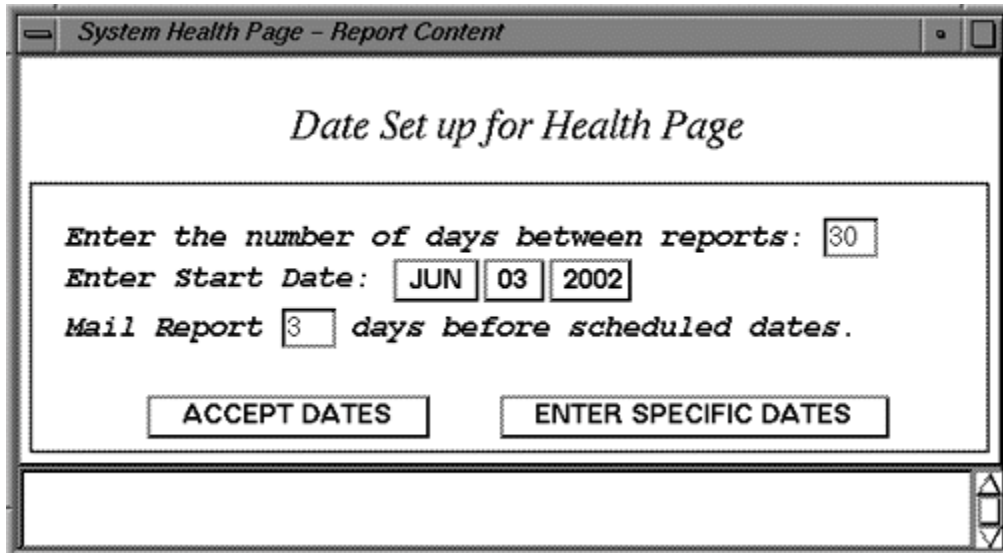 System Health Page – Report Content
Date Set up for Health Page
Enter the number of days between reports: 30
Enter Start Date: JUN 03 2002
Mail Report 3 days before scheduled dates.
ACCEPT DATES ENTER SPECIFIC DATES